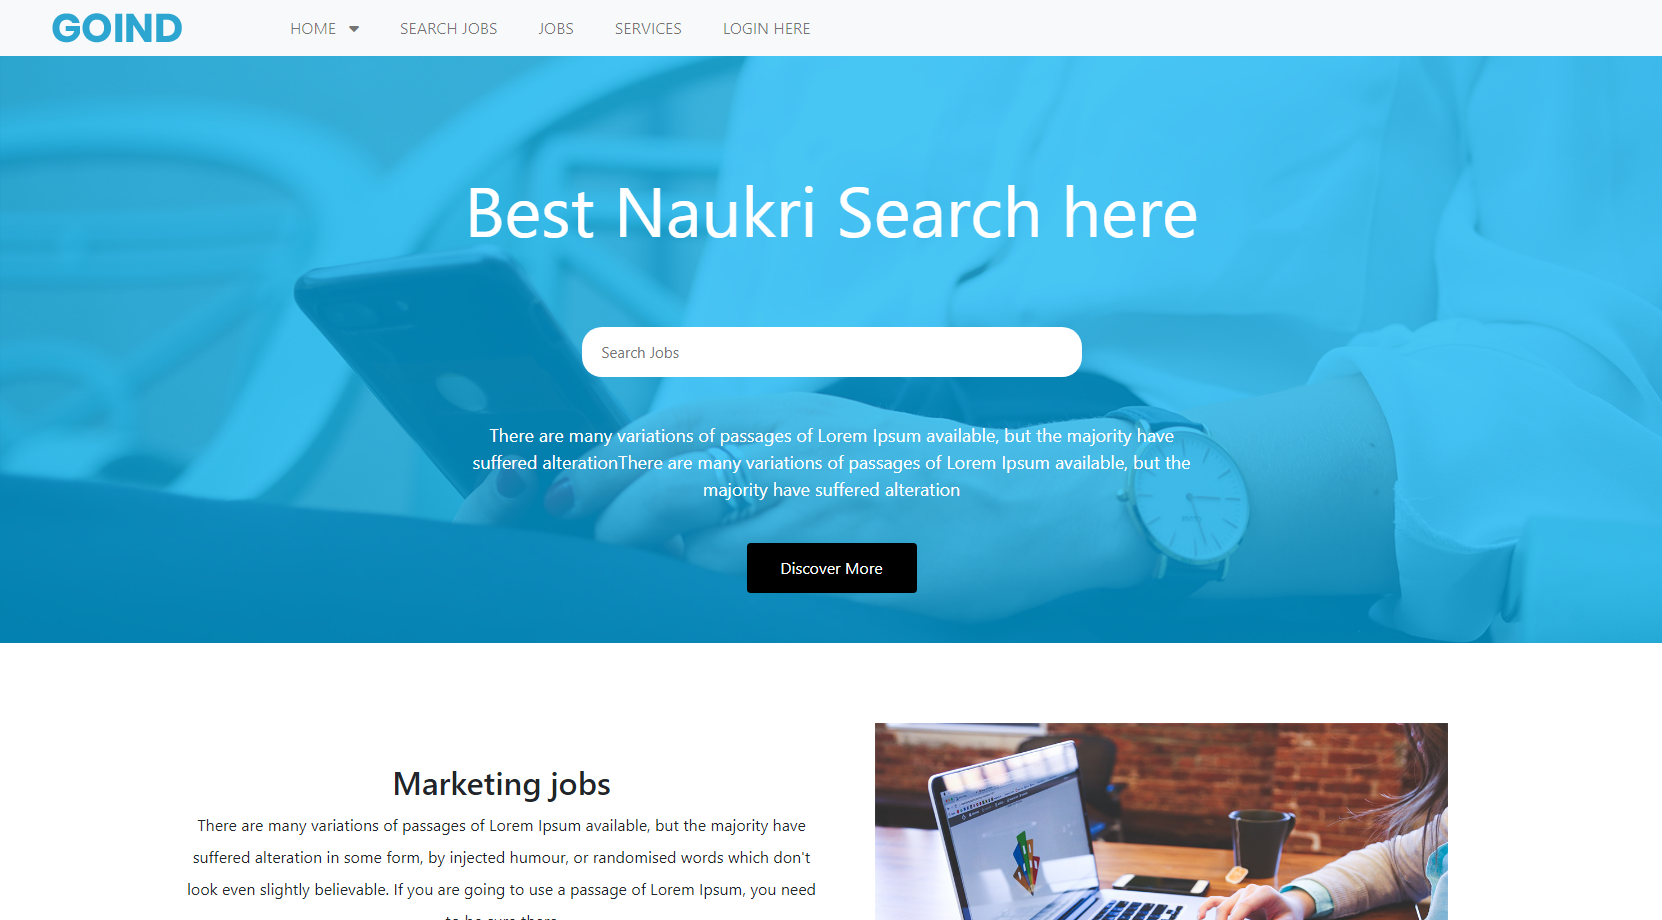 GOIND
HOME
SEARCH JOBS
JOBS
SERVICES
LOGIN HERE
Best Naukri Search here
Search Jobs
There are many variations of passages of Lorem Ipsum available, but the majority have
suffered alterationThere are many variations of passages of Lorem Ipsum available, but the
majority have suffered alteration
Discover More
Marketing jobs
There are many variations of passages of Lorem Ipsum available, but the majority have
suffered alteration in some form, by injected humour, or randomised words which don't
look even slightly believable. If you are going to use a passage of Lorem Ipsum, you need
to be sure there